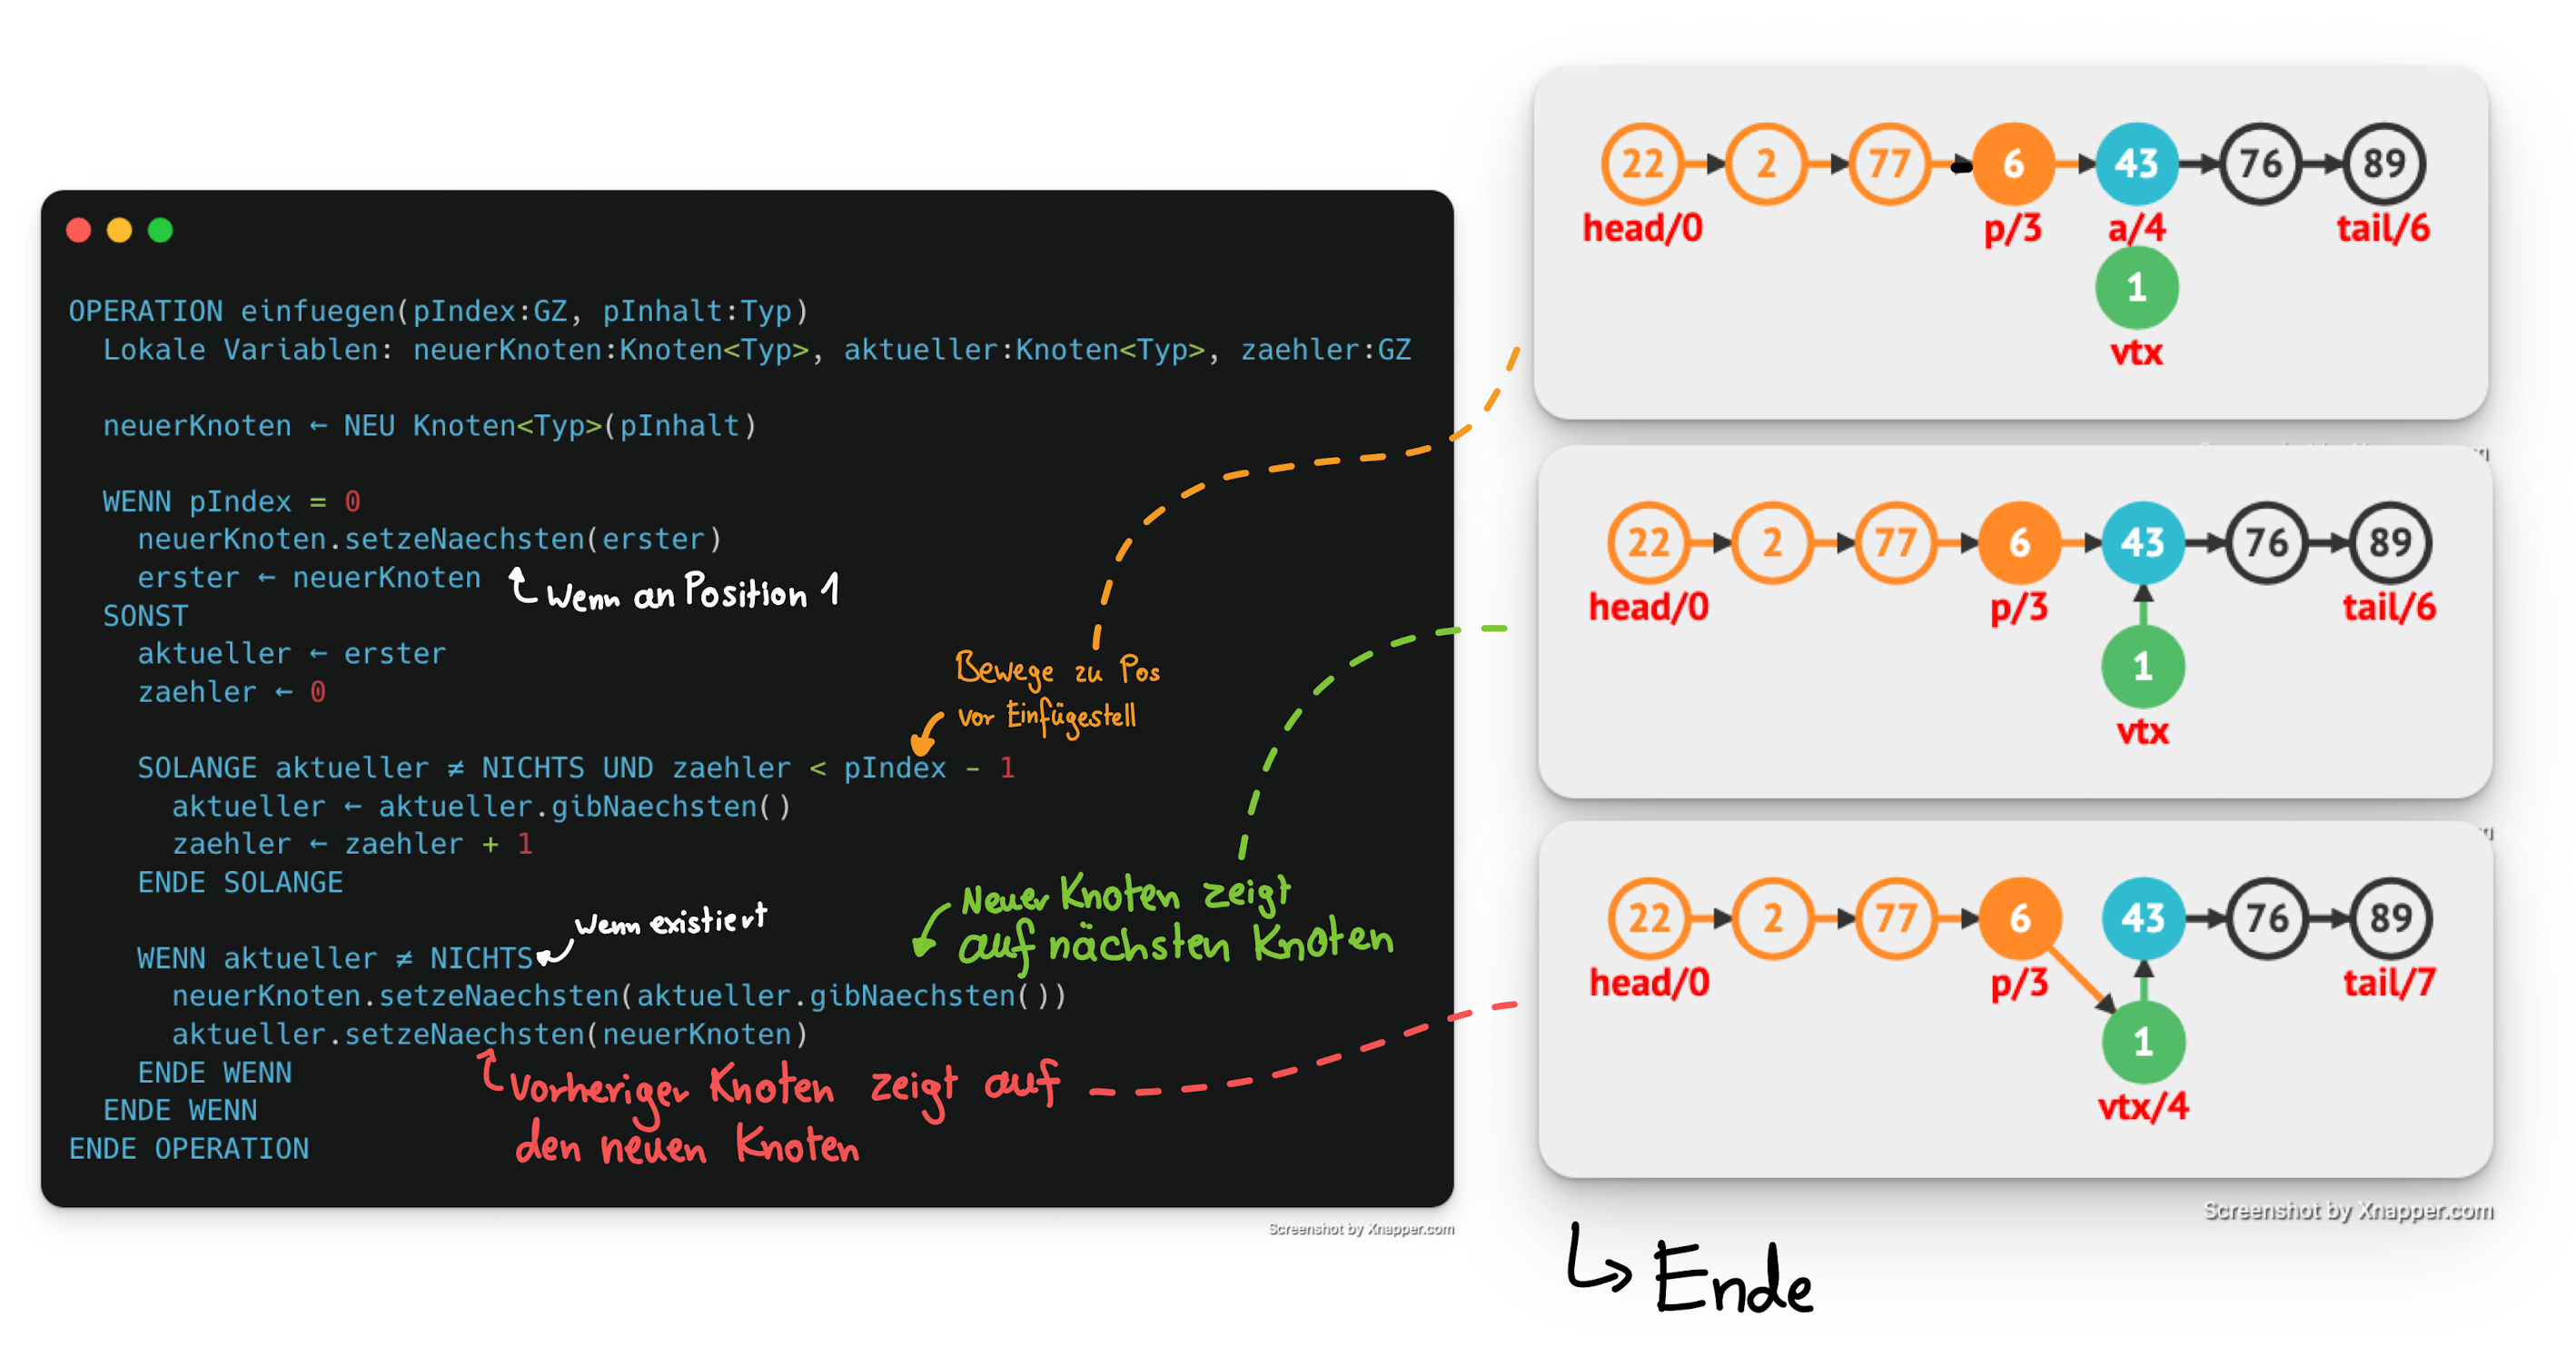 OPERATION einfuegen(pIndex:GZ, pInhalt:Typ)
Lokale Variablen: neuerKnoten:Knoten<Typ>, aktueller:Knoten<Typ>, zaehler:GZ
neuerKnoten ← NEU Knoten<Typ>(pInhalt)
WENN pIndex = 0
neuerKnoten.setzeNaechsten(erster)
erster ← neuerKnoten
Wenn an Position 1
SONST
aktueller ← erster
zaehler ← 0
Bewege zu Pos
vor Einfügestell
SOLANGE aktueller ≠ NICHTS UND zaehler < pIndex - 1
aktueller ← aktueller.gibNaechsten()
zaehler ← zaehler + 1
ENDE SOLANGE
Wenn existiert
Neuer Knoten zeigt
auf nächsten Knoten
WENN aktueller ≠ NICHTS
neuerKnoten.setzeNaechsten(aktueller.gibNaechsten())
aktueller.setzeNaechsten(neuerKnoten)
ENDE WENN
Vorheriger Knoten zeigt auf
den neuen Knoten
ENDE WENN
ENDE OPERATION
Screenshot by Xnapper.com
22 2 77 6 43 76 89
head/0 p/3 a/4 tail/6
1
vtx
22 2 77 6 43 76 89
head/0 p/3 tail/6
1
vtx
22 2 77 6 43 76 89
head/0 p/3 tail/7
1
vtx/4
Screenshot by Xnapper.com
Ende